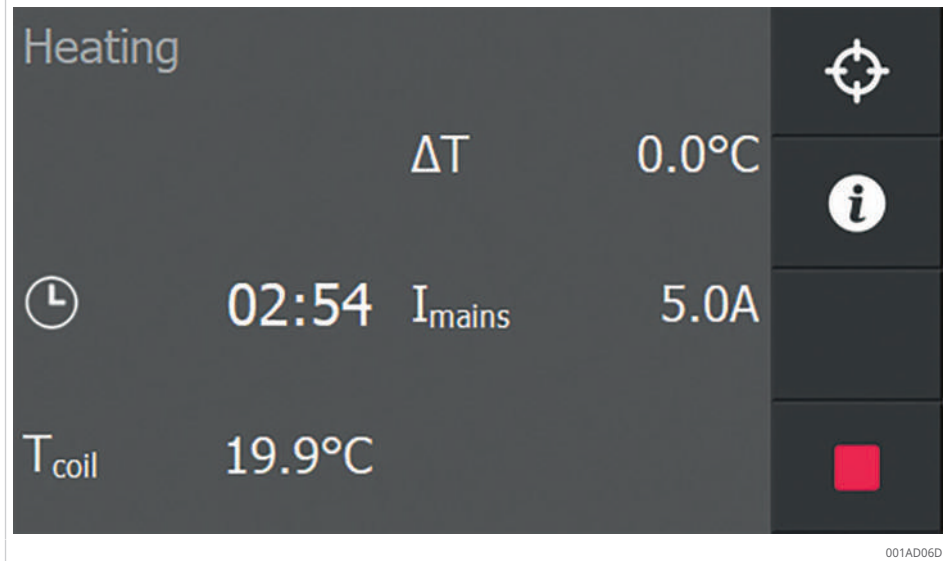 Heating
ΔT 0.0°C
02:54 Imains 5.0A
Tcoil 19.9°C
001AD06D